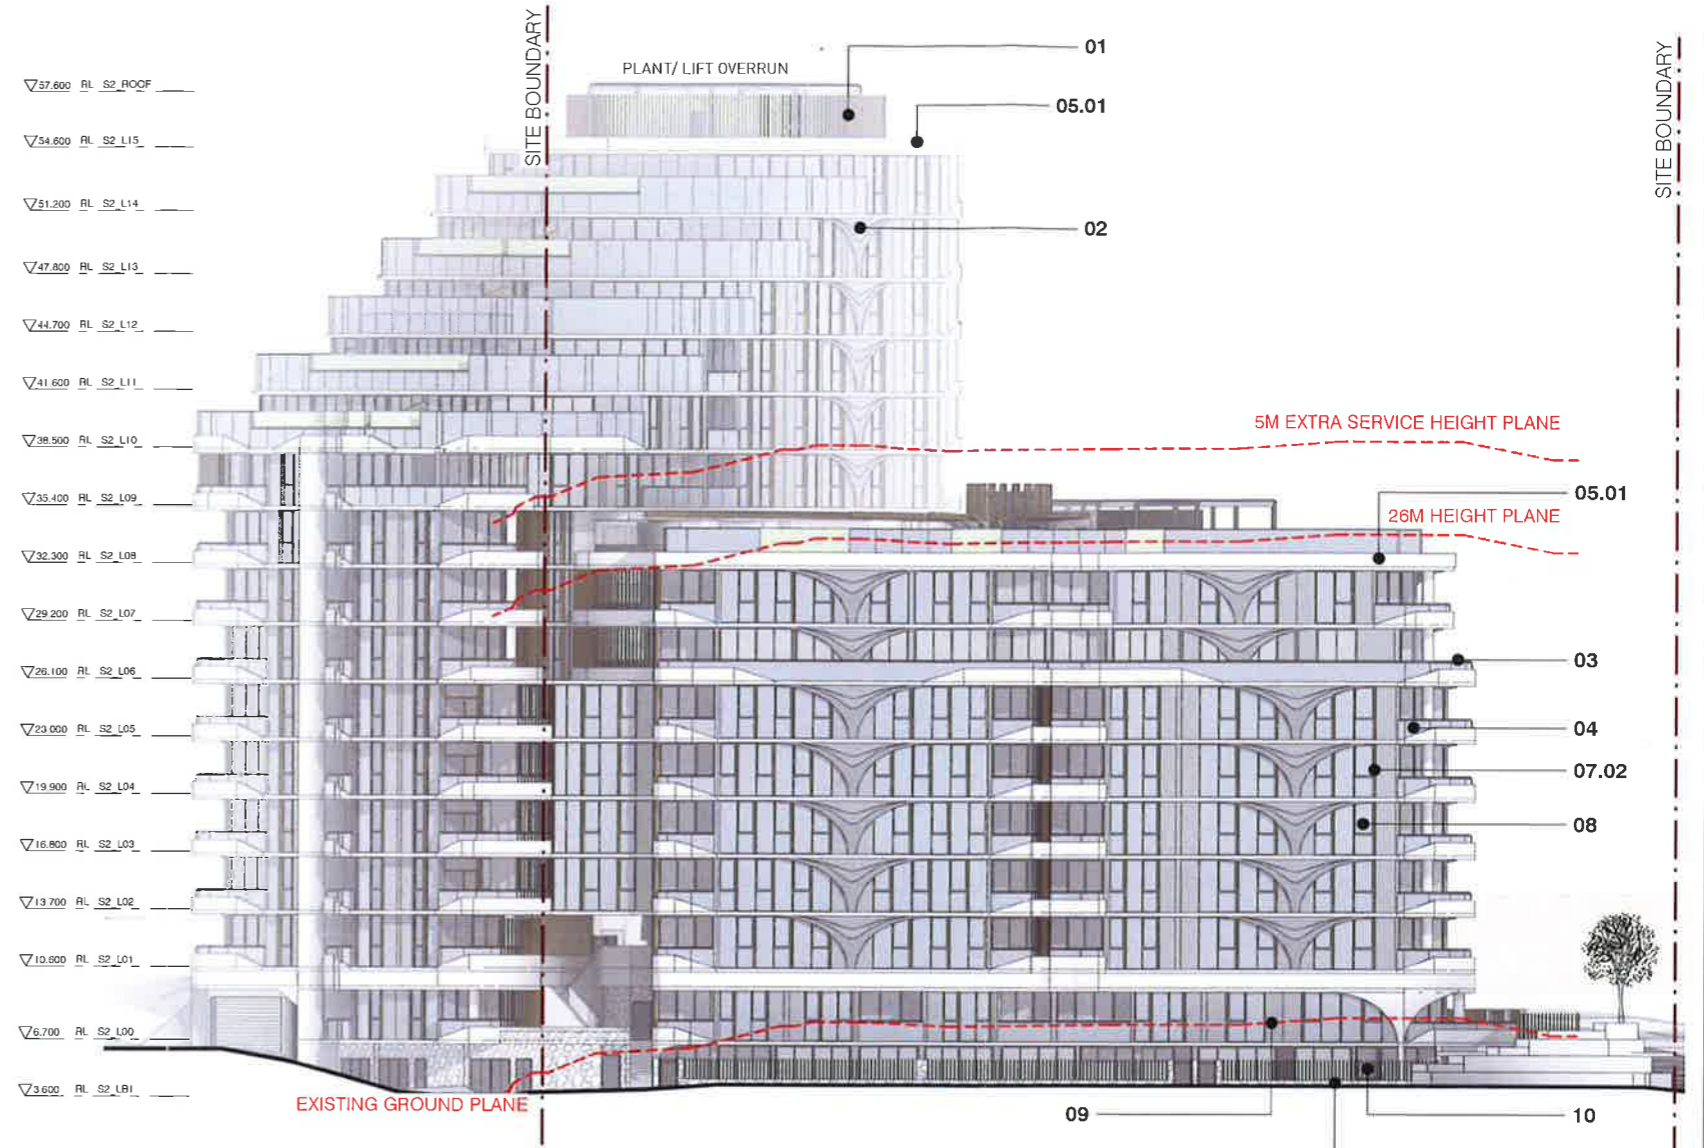 01
PLANT/ LIFT OVERRUN
SITE BOUNDARY
SITE BOUNDARY
57.600 RL S2_ROOF
05.01
54.600 RL S2_L15
51.200 RL S2_L14
02
47.800 RL S2_L13
44.700 RL S2_L12
41.600 RL S2_L11
5M EXTRA SERVICE HEIGHT PLANE
38.500 RL S2_L10
35.400 RL S2_L09
05.01
26M HEIGHT PLANE
32.300 RL S2_L08
29.200 RL S2_L07
03
26.100 RL S2_L06
23.000 RL S2_L05
04
07.02
19.900 RL S2_L04
08
16.800 RL S2_L03
13.700 RL S2_L02
10.600 RL S2_L01
6.700 RL S2_L00
3.600 RL S2_LB1
EXISTING GROUND PLANE
09
10